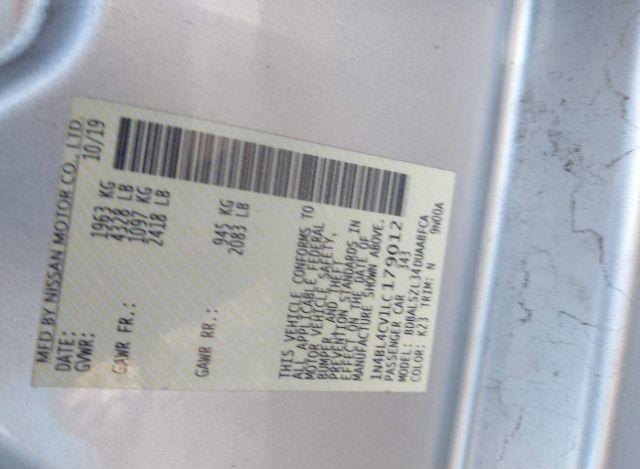 MFD BY NISSAN MOTOR CO., LTD.
DATE: 10/19
GVWR: 1963 KG
4328 LB
GAWR FR.: 1097 KG
2418 LB
GAWR RR.: 945 KG
2083 LB
THIS VEHICLE CONFORMS TO
ALL APPLICABLE FEDERAL
MOTOR VEHICLE SAFETY,
BUMPER, AND THEFT
PREVENTION STANDARDS IN
EFFECT ON THE DATE OF
MANUFACTURE SHOWN ABOVE.
1N4BL4CV1LC179012
PASSENGER CAR 343
MODEL: BDBALSZL34DUAABFCA
COLOR: K23 TRIM: N 9N00A